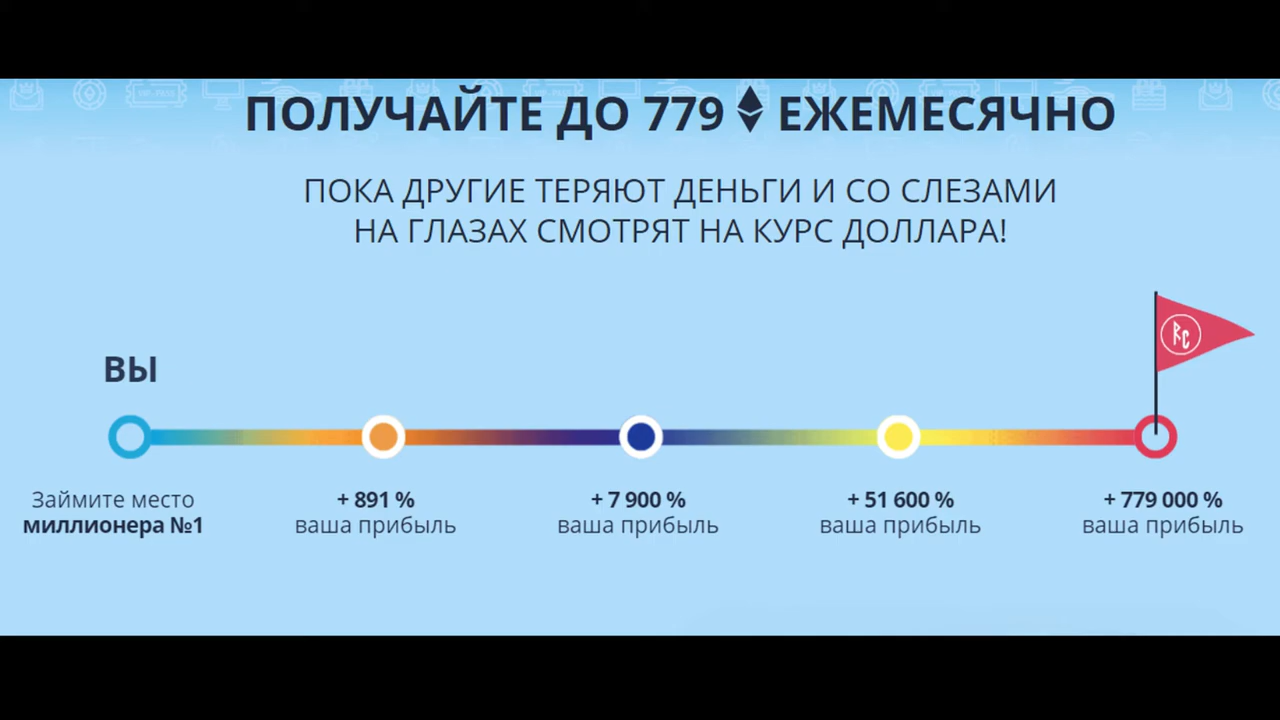 ПОЛУЧАЙТЕ ДО 779 ЕЖЕМЕСЯЧНО
ПОКА ДРУГИЕ ТЕРЯЮТ ДЕНЬГИ И СО СЛЕЗАМИ
НА ГЛАЗАХ СМОТРЯТ НА КУРС ДОЛЛАРА!
ВЫ
Займите место
миллионера №1
+ 891 %
ваша прибыль
+ 7 900 %
ваша прибыль
+ 51 600 %
ваша прибыль
+ 779 000 %
ваша прибыль